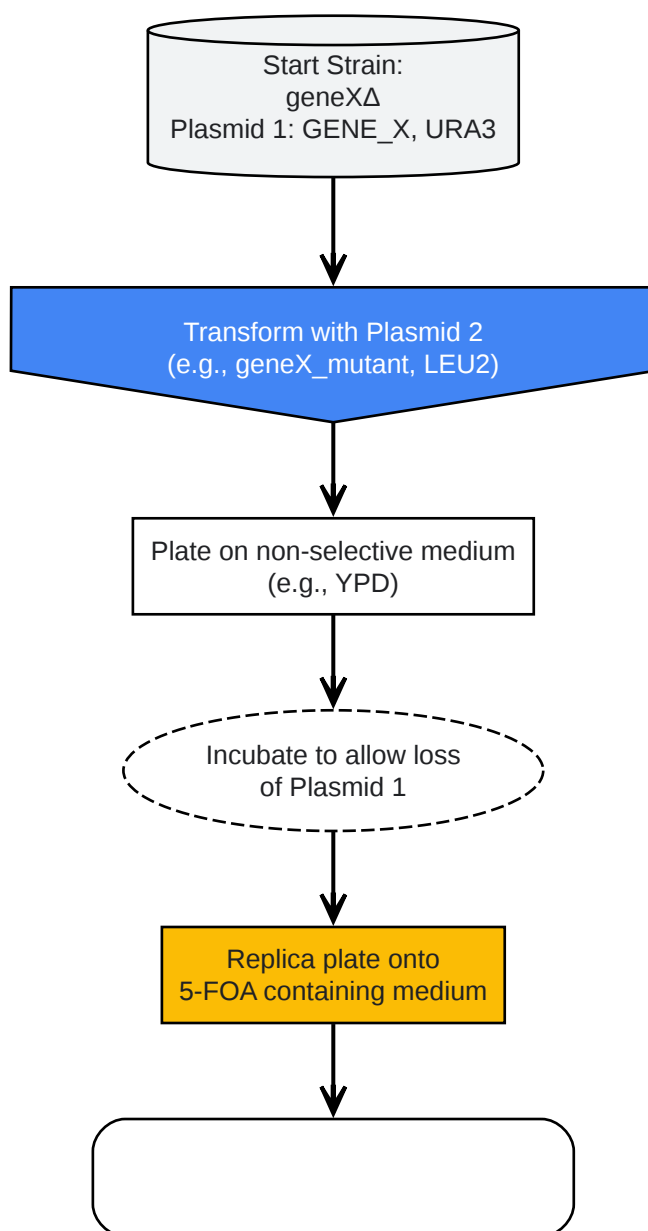 Start Strain:
geneXΔ
Plasmid 1: GENE_X, URA3
Transform with Plasmid 2
(e.g., geneX_mutant, LEU2)
Plate on non-selective medium
(e.g., YPD)
Incubate to allow loss
of Plasmid 1
Replica plate onto
5-FOA containing medium